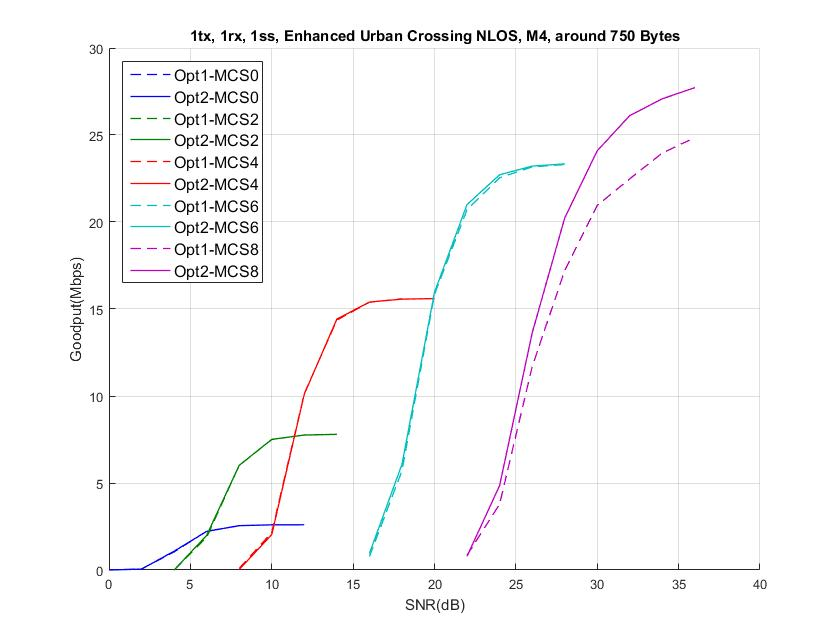 1tx, 1rx, 1ss, Enhanced Urban Crossing NLOS, M4, around 750 Bytes
30
25
20
15
10
5
0
Goodput(Mbps)
Opt1-MCS0
Opt2-MCS0
Opt1-MCS2
Opt2-MCS2
Opt1-MCS4
Opt2-MCS4
Opt1-MCS6
Opt2-MCS6
Opt1-MCS8
Opt2-MCS8
0 5 10 15 20 25 30 35 40
SNR(dB)